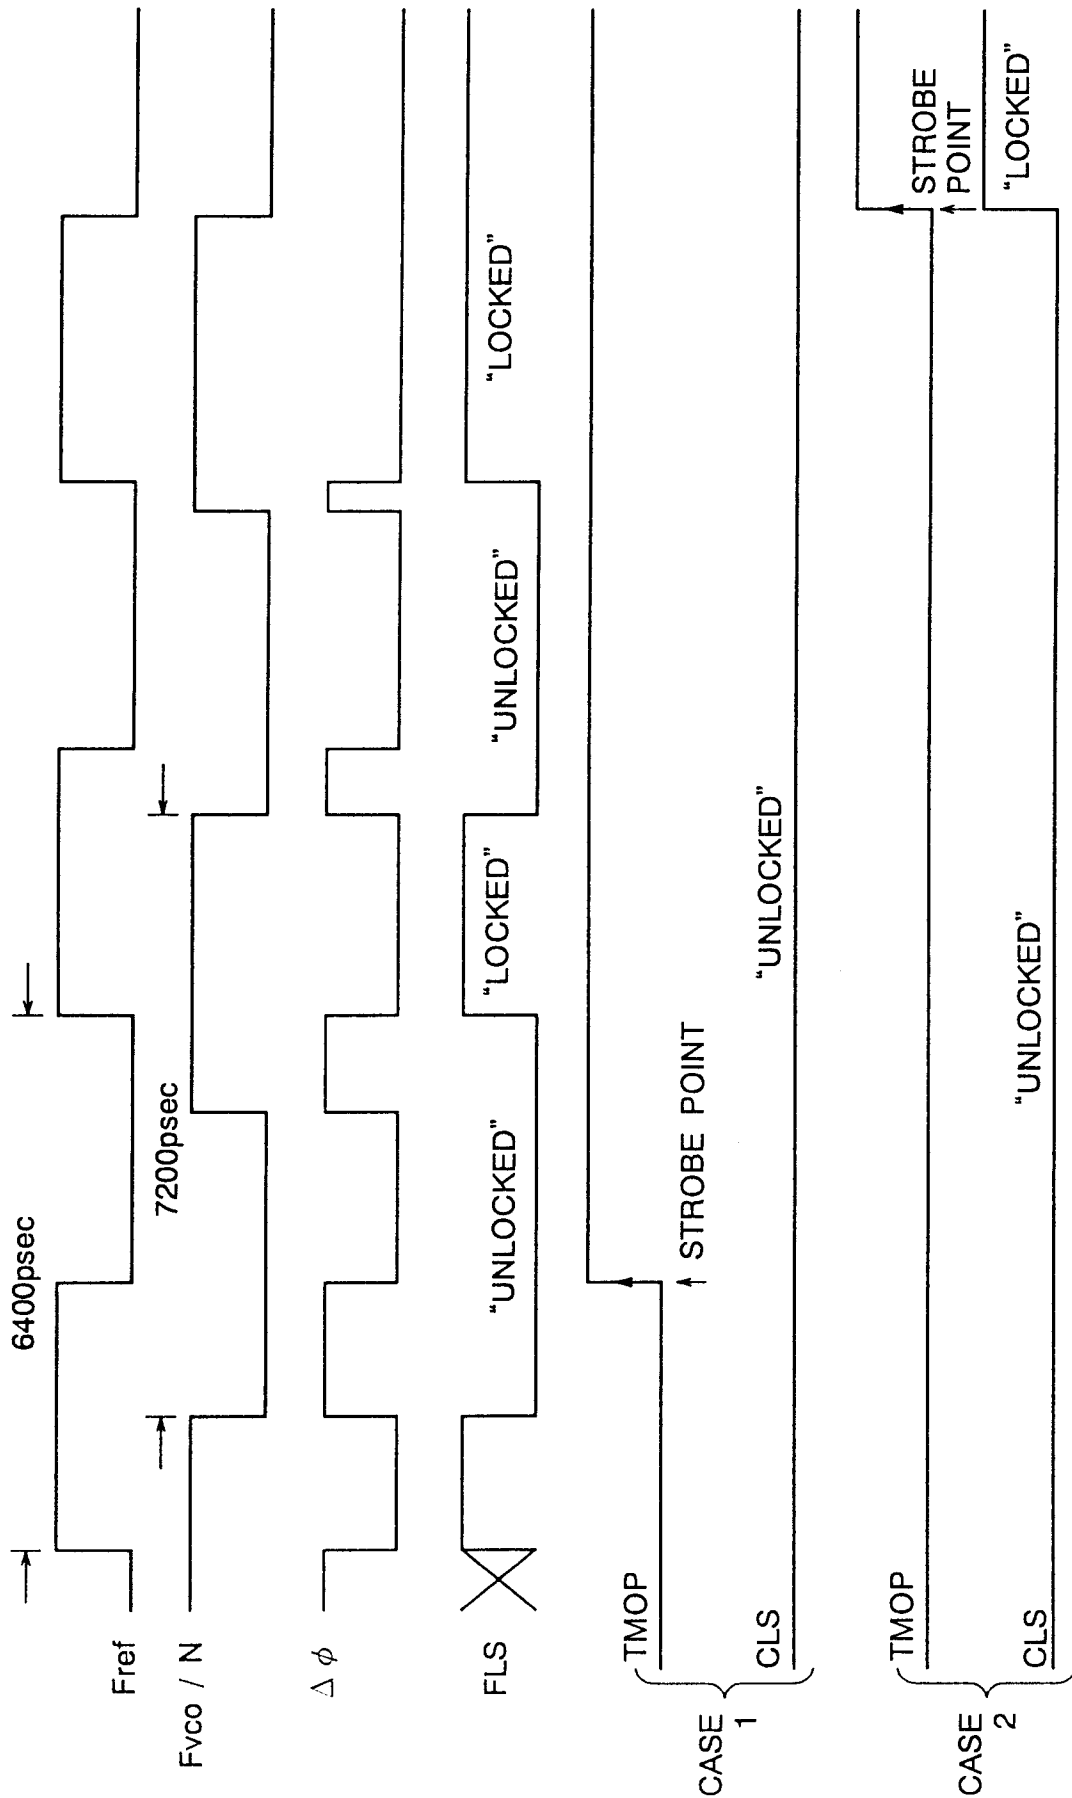 6400psec
Fref
7200psec
Fvco / N
Δ φ
FLS
"UNLOCKED"
"LOCKED"
"UNLOCKED"
"LOCKED"
CASE 1
TMOP
STROBE POINT
CLS
"UNLOCKED"
CASE 2
TMOP
STROBE
POINT
CLS
"UNLOCKED"
"LOCKED"